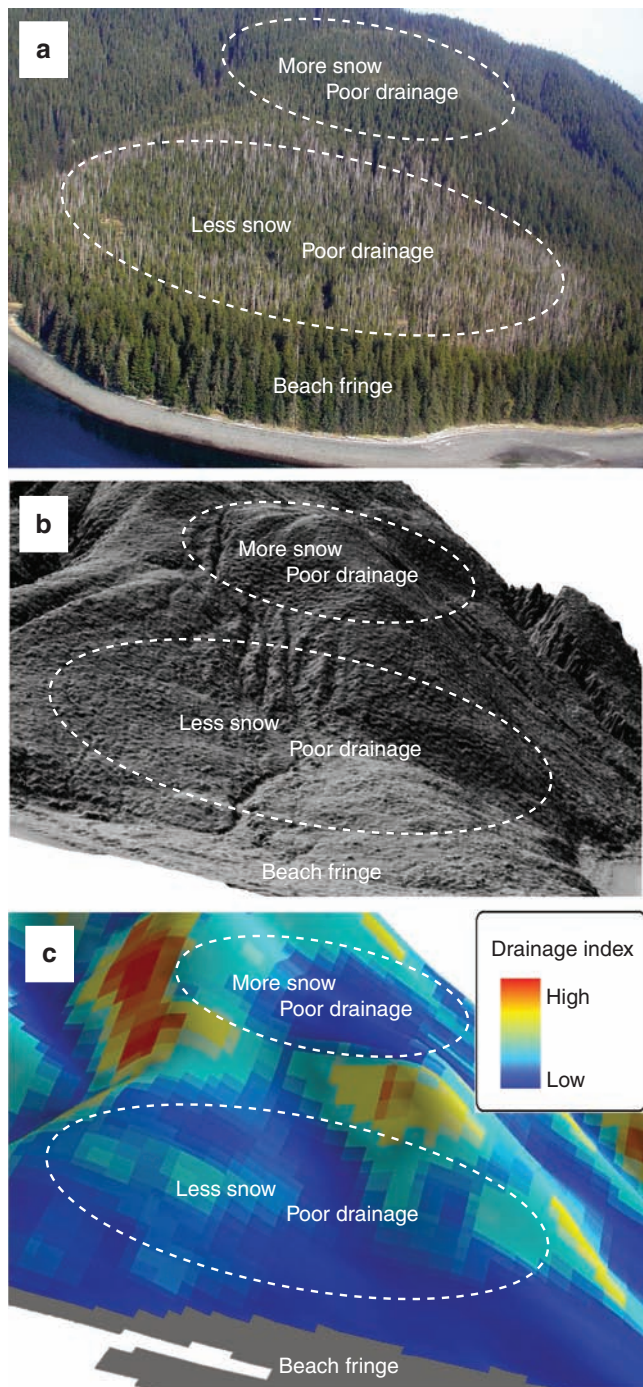 a
More snow
Poor drainage
Less snow
Poor drainage
Beach fringe
b
More snow
Poor drainage
Less snow
Poor drainage
Beach fringe
c
More snow
Poor drainage
Less snow
Poor drainage
Beach fringe
Drainage index
High
Low